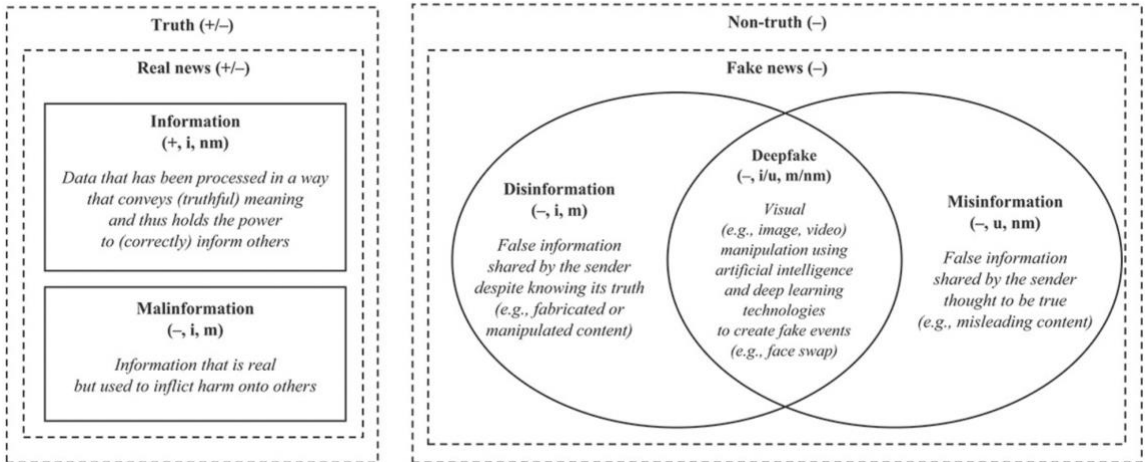 Truth (+/–)
Real news (+/–)
Information
(+, i, nm)
Data that has been processed in a way
that conveys (truthful) meaning
and thus holds the power
to (correctly) inform others
Malinformation
(–, i, m)
Information that is real
but used to inflict harm onto others
Non-truth (–)
Fake news (–)
Disinformation
(–, i, m)
False information
shared by the sender
despite knowing its truth
(e.g., fabricated or
manipulated content)
Deepfake
(–, i/u, m/nm)
Visual
(e.g., image, video)
manipulation using
artificial intelligence
and deep learning
technologies
to create fake events
(e.g., face swap)
Misinformation
(–, u, nm)
False information
shared by the sender
thought to be true
(e.g., misleading content)